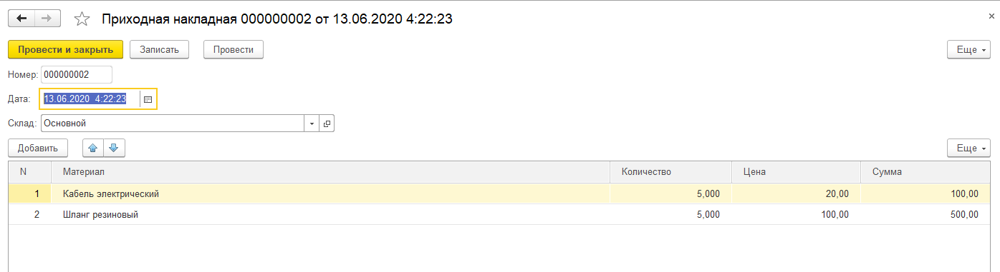 Приходная накладная 000000002 от 13.06.2020 4:22:23
Провести и закрыть Записать Провести Еще
Номер: 000000002
Дата: 13.06.2020 4:22:23
Склад: Основной
Добавить Еще
N Материал Количество Цена Сумма
1 Кабель электрический 5,000 20,00 100,00
2 Шланг резиновый 5,000 100,00 500,00